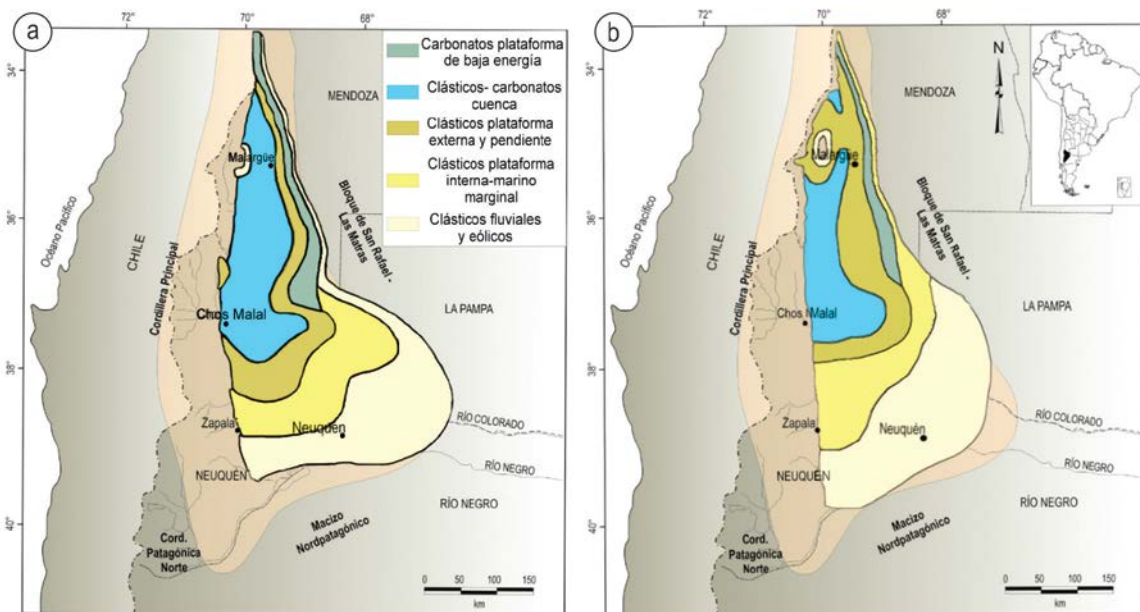 a
72°
70°
68°
34°
36°
38°
40°
Océano Pacífico
CHILE
Cordillera Principal
MENDOZA
Malargüe
Bloque de San Rafael -
Las Matras
LA PAMPA
Chos Malal
Zapala
Neuquén
NEUQUÉN
RÍO COLORADO
RÍO NEGRO
RÍO NEGRO
Macizo
Nordpatagónico
Cord.
Patagónica
Norte
0 50 100 150
km
Carbonatos plataforma
de baja energía
Clásticos- carbonatos
cuenca
Clásticos plataforma
externa y pendiente
Clásticos plataforma
interna-marino
marginal
Clásticos fluviales
y eólicos
b
72°
70°
68°
34°
36°
38°
40°
N
Océano Pacífico
CHILE
Cordillera Principal
MENDOZA
Malargüe
Bloque de San Rafael -
Las Matras
LA PAMPA
Chos Malal
Zapala
Neuquén
NEUQUÉN
RÍO COLORADO
RÍO NEGRO
RÍO NEGRO
Macizo
Nordpatagónico
Cord.
Patagónica
Norte
0 50 100 150
km